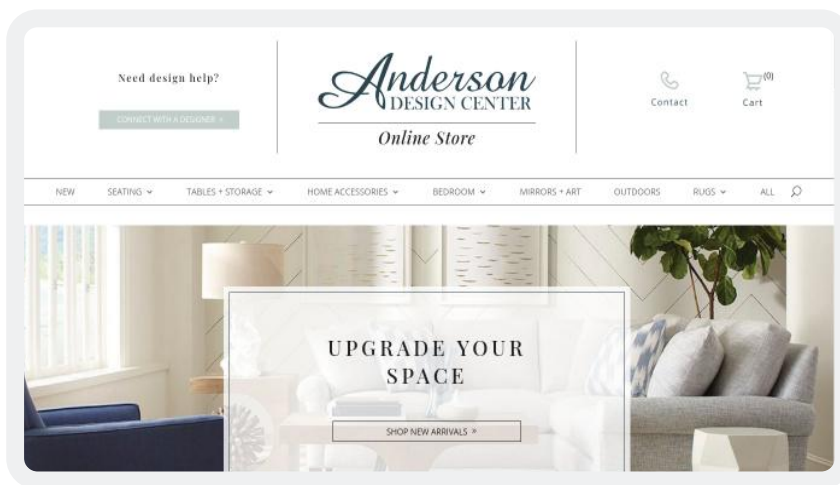 Need design help?
CONNECT WITH A DESIGNER »
Anderson
DESIGN CENTER
Online Store
Contact
(0)
Cart
NEW SEATING TABLES + STORAGE HOME ACCESSORIES BEDROOM MIRRORS + ART OUTDOORS RUGS ALL
UPGRADE YOUR
SPACE
SHOP NEW ARRIVALS »